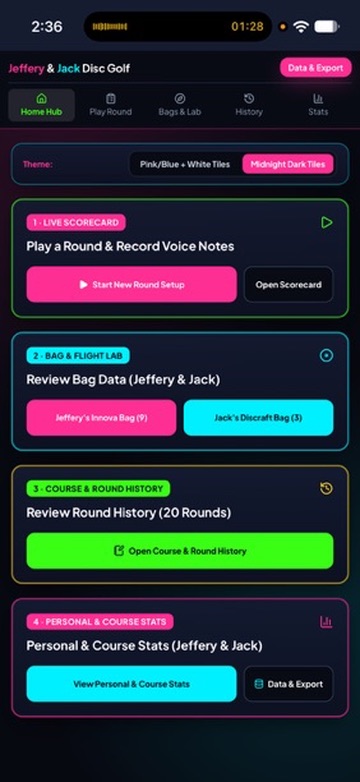 2:36
01:28
Jeffery & Jack Disc Golf
Data & Export
Home Hub
Play Round
Bags & Lab
History
Stats
Theme:
Pink/Blue + White Tiles
Midnight Dark Tiles
1 · LIVE SCORECARD
Play a Round & Record Voice Notes
Start New Round Setup
Open Scorecard
2 · BAG & FLIGHT LAB
Review Bag Data (Jeffery & Jack)
Jeffery's Innova Bag (9)
Jack's Discraft Bag (3)
3 · COURSE & ROUND HISTORY
Review Round History (20 Rounds)
Open Course & Round History
4 · PERSONAL & COURSE STATS
Personal & Course Stats (Jeffery & Jack)
View Personal & Course Stats
Data & Export